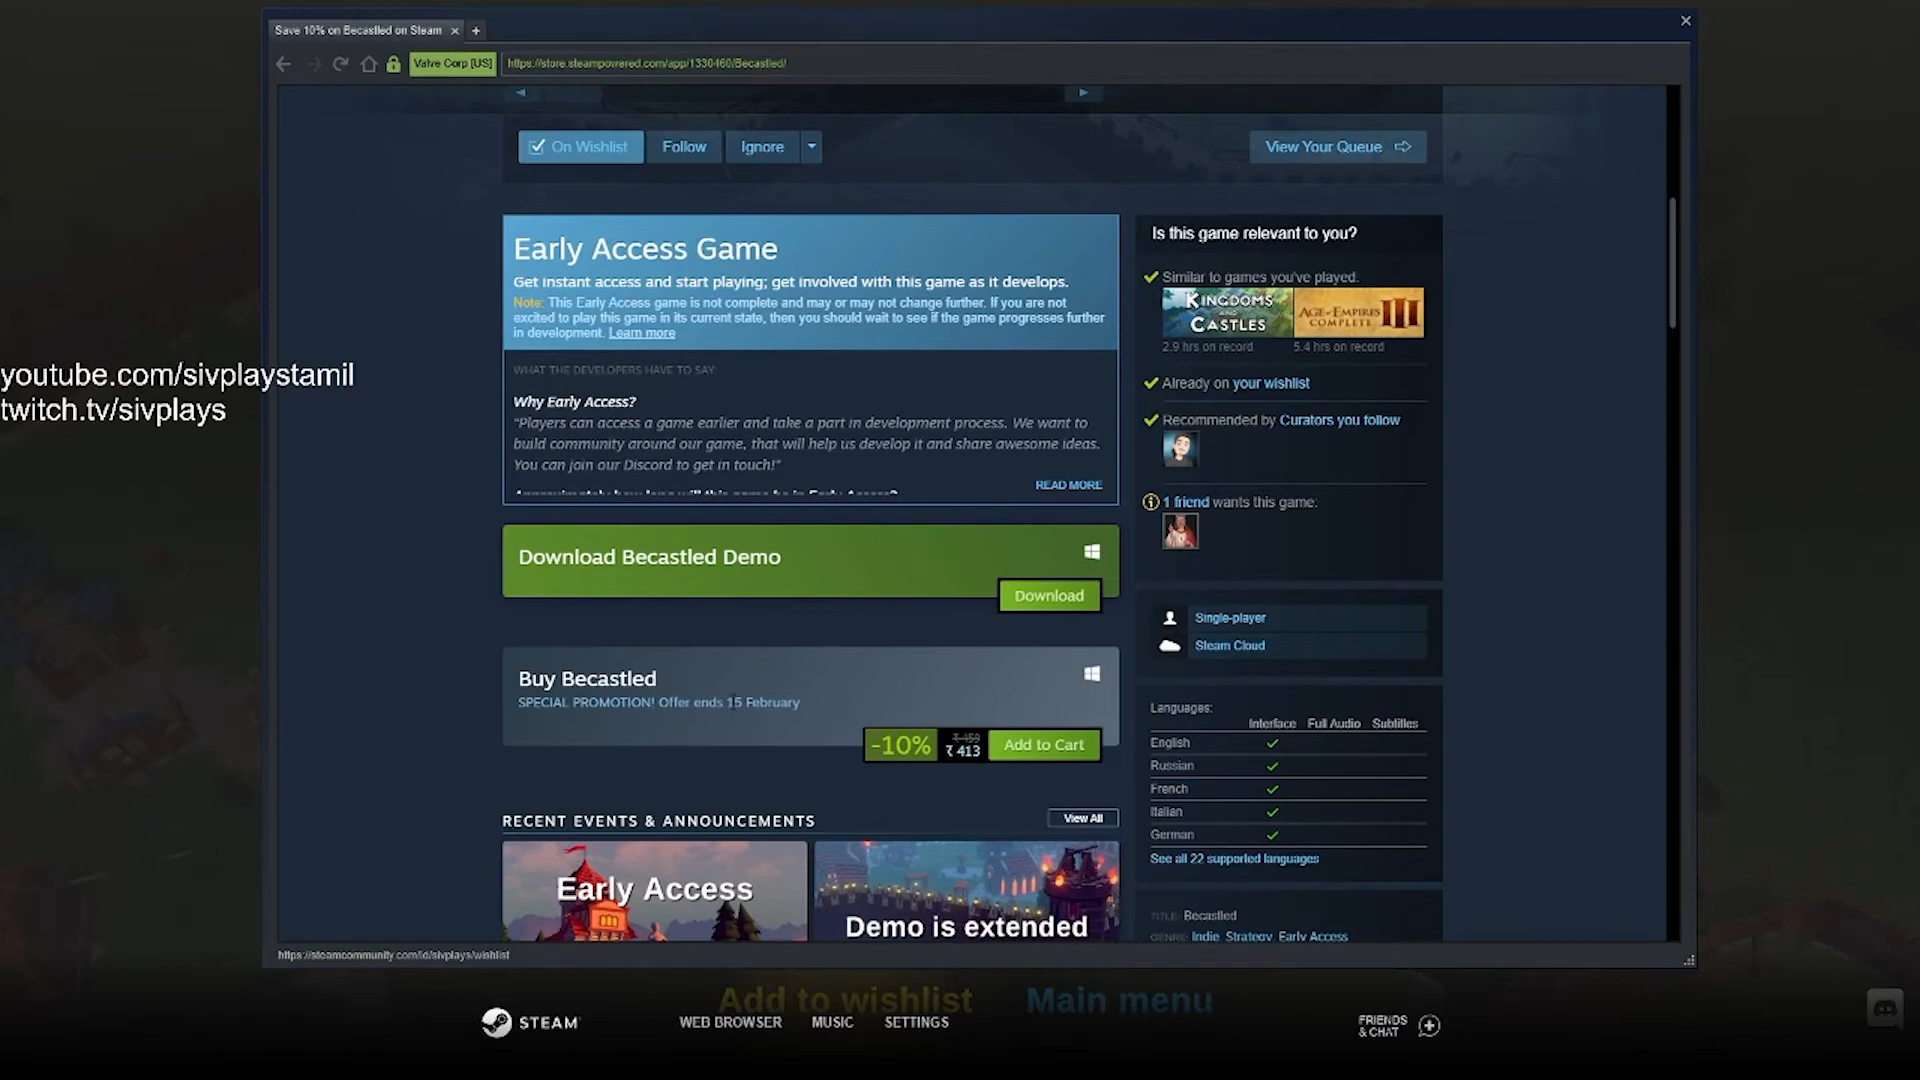 Save 10% on Becastled on Steam
Valve Corp [US]
https://store.steampowered.com/app/1330460/Becastled/
On Wishlist
Follow
Ignore
View Your Queue
Early Access Game
Get instant access and start playing; get involved with this game as it develops.
Note: This Early Access game is not complete and may or may not change further. If you are not
excited to play this game in its current state, then you should wait to see if the game progresses further
in development. Learn more
WHAT THE DEVELOPERS HAVE TO SAY:
Why Early Access?
"Players can access a game earlier and take a part in development process. We want to
build community around our game, that will help us develop it and share awesome ideas.
You can join our Discord to get in touch!"
READ MORE
Is this game relevant to you?
Similar to games you've played.
KINGDOMS AND CASTLES
AGE OF EMPIRES III COMPLETE
2.9 hrs on record
5.4 hrs on record
Already on your wishlist
Recommended by Curators you follow
1 friend wants this game:
youtube.com/sivplaystamil
twitch.tv/sivplays
Download Becastled Demo
Download
Buy Becastled
SPECIAL PROMOTION! Offer ends 15 February
-10%
₹ 459
₹ 413
Add to Cart
Single-player
Steam Cloud
Languages:
Interface Full Audio Subtitles
English
Russian
French
Italian
German
See all 22 supported languages
TITLE: Becastled
GENRE: Indie, Strategy, Early Access
RECENT EVENTS & ANNOUNCEMENTS
View All
Early Access
Demo is extended
https://steamcommunity.com/id/sivplays/wishlist
Add to wishlist
Main menu
STEAM
WEB BROWSER
MUSIC
SETTINGS
FRIENDS
& CHAT